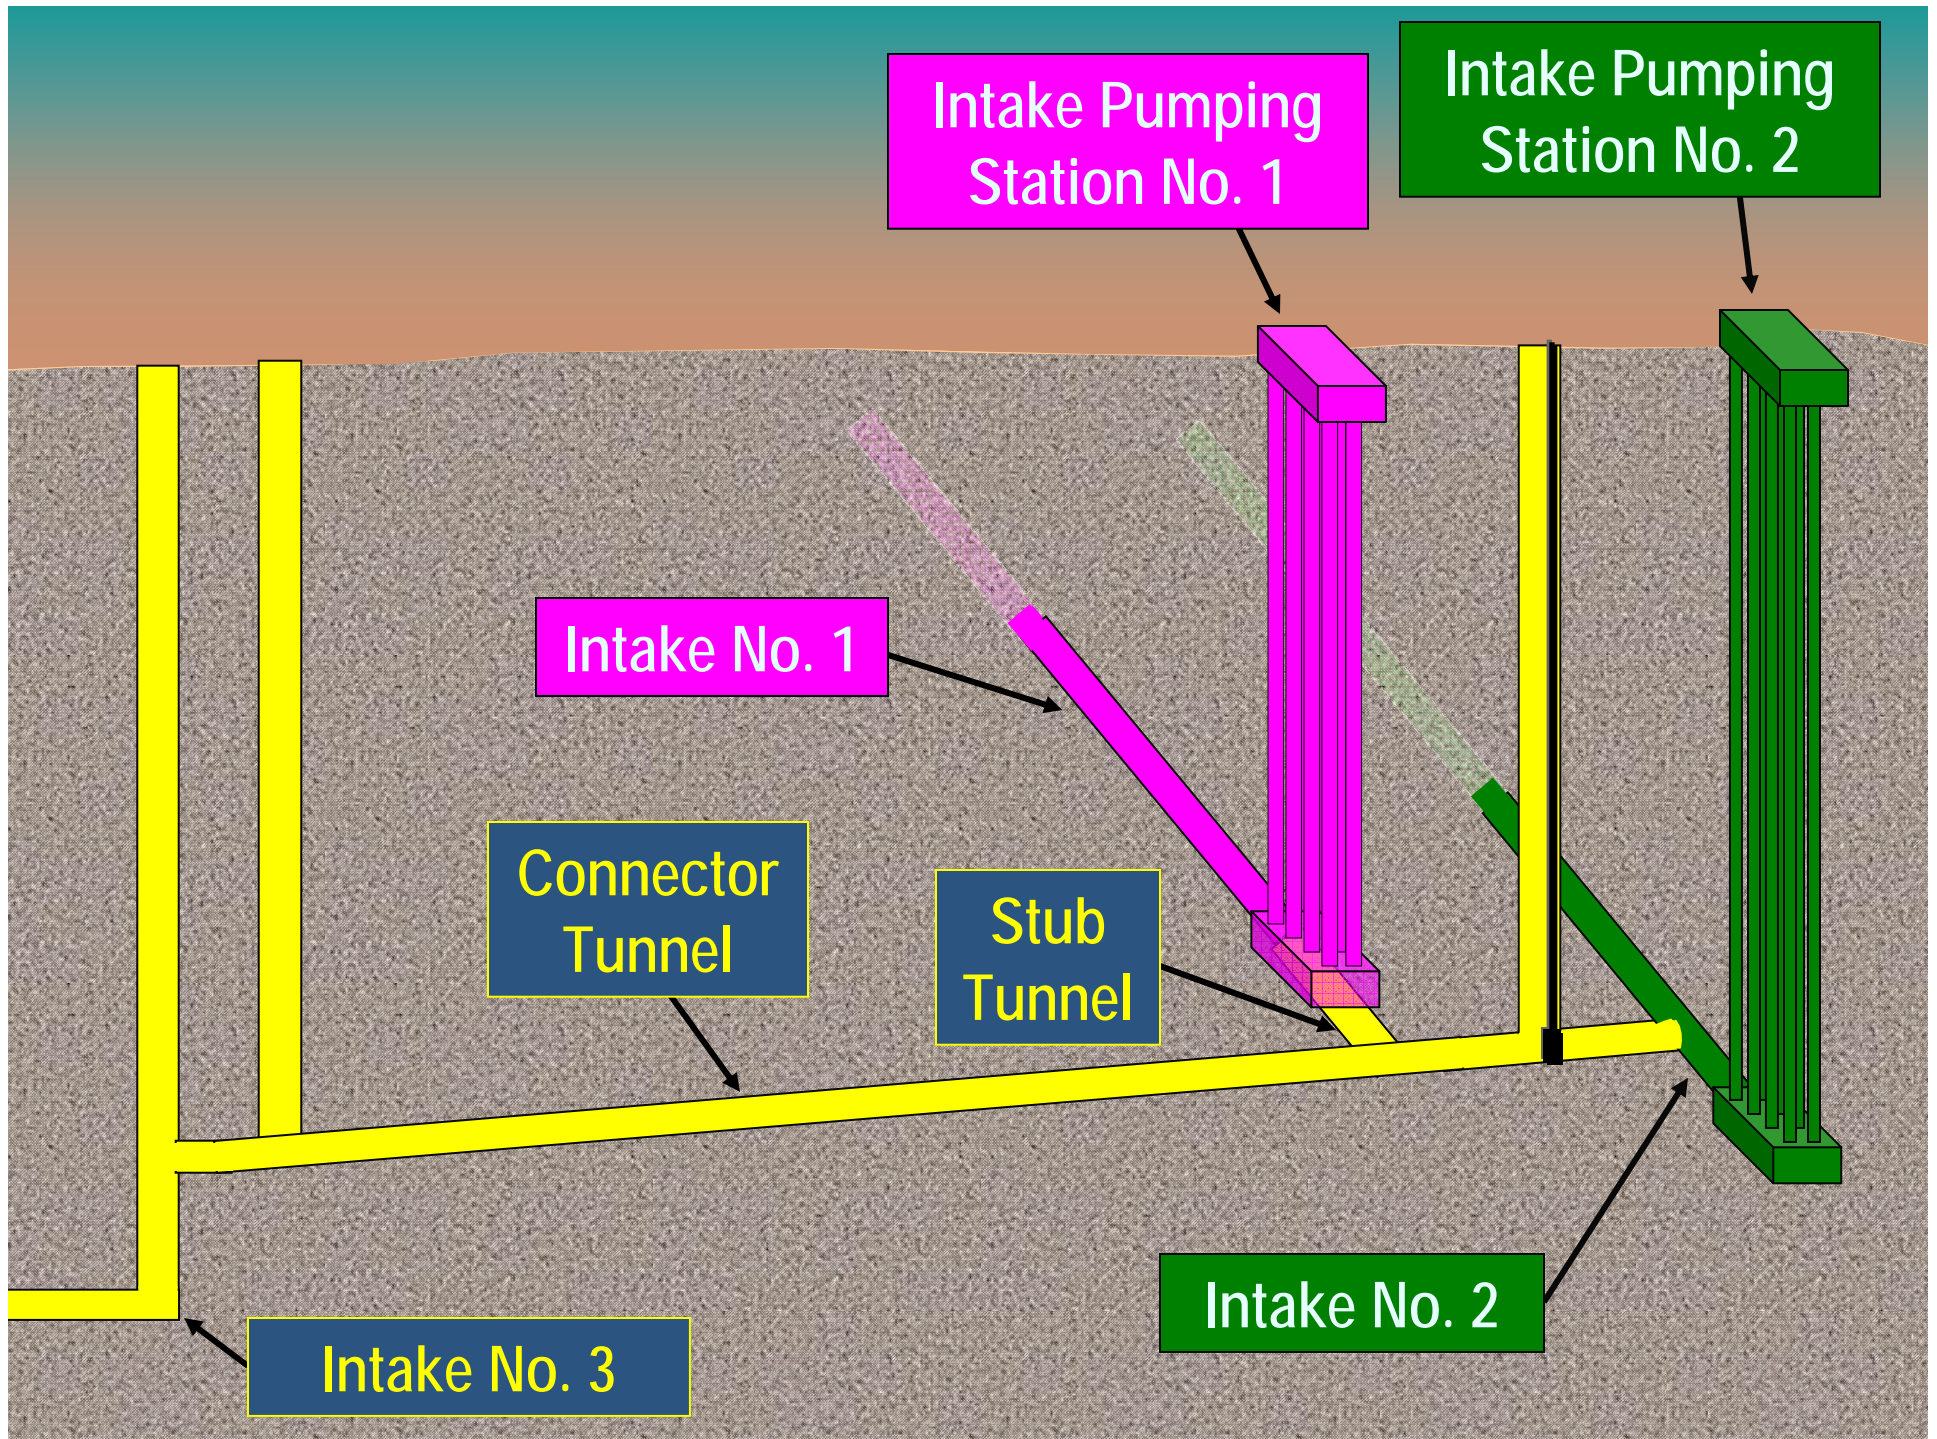 Intake Pumping
Station No. 1
Intake Pumping
Station No. 2
Intake No. 1
Connector
Tunnel
Stub
Tunnel
Intake No. 2
Intake No. 3